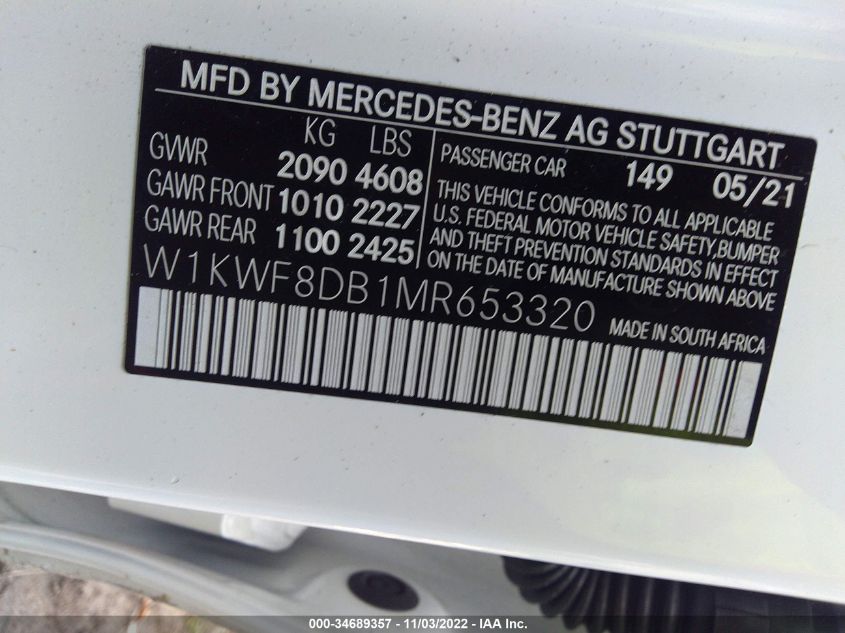 MFD BY MERCEDES-BENZ AG STUTTGART
KG LBS
GVWR 2090 4608
GAWR FRONT 1010 2227
GAWR REAR 1100 2425
PASSENGER CAR 149 05/21
THIS VEHICLE CONFORMS TO ALL APPLICABLE
U.S. FEDERAL MOTOR VEHICLE SAFETY,BUMPER
AND THEFT PREVENTION STANDARDS IN EFFECT
ON THE DATE OF MANUFACTURE SHOWN ABOVE
W1KWF8DB1MR653320
MADE IN SOUTH AFRICA
000-34689357 - 11/03/2022 - IAA Inc.